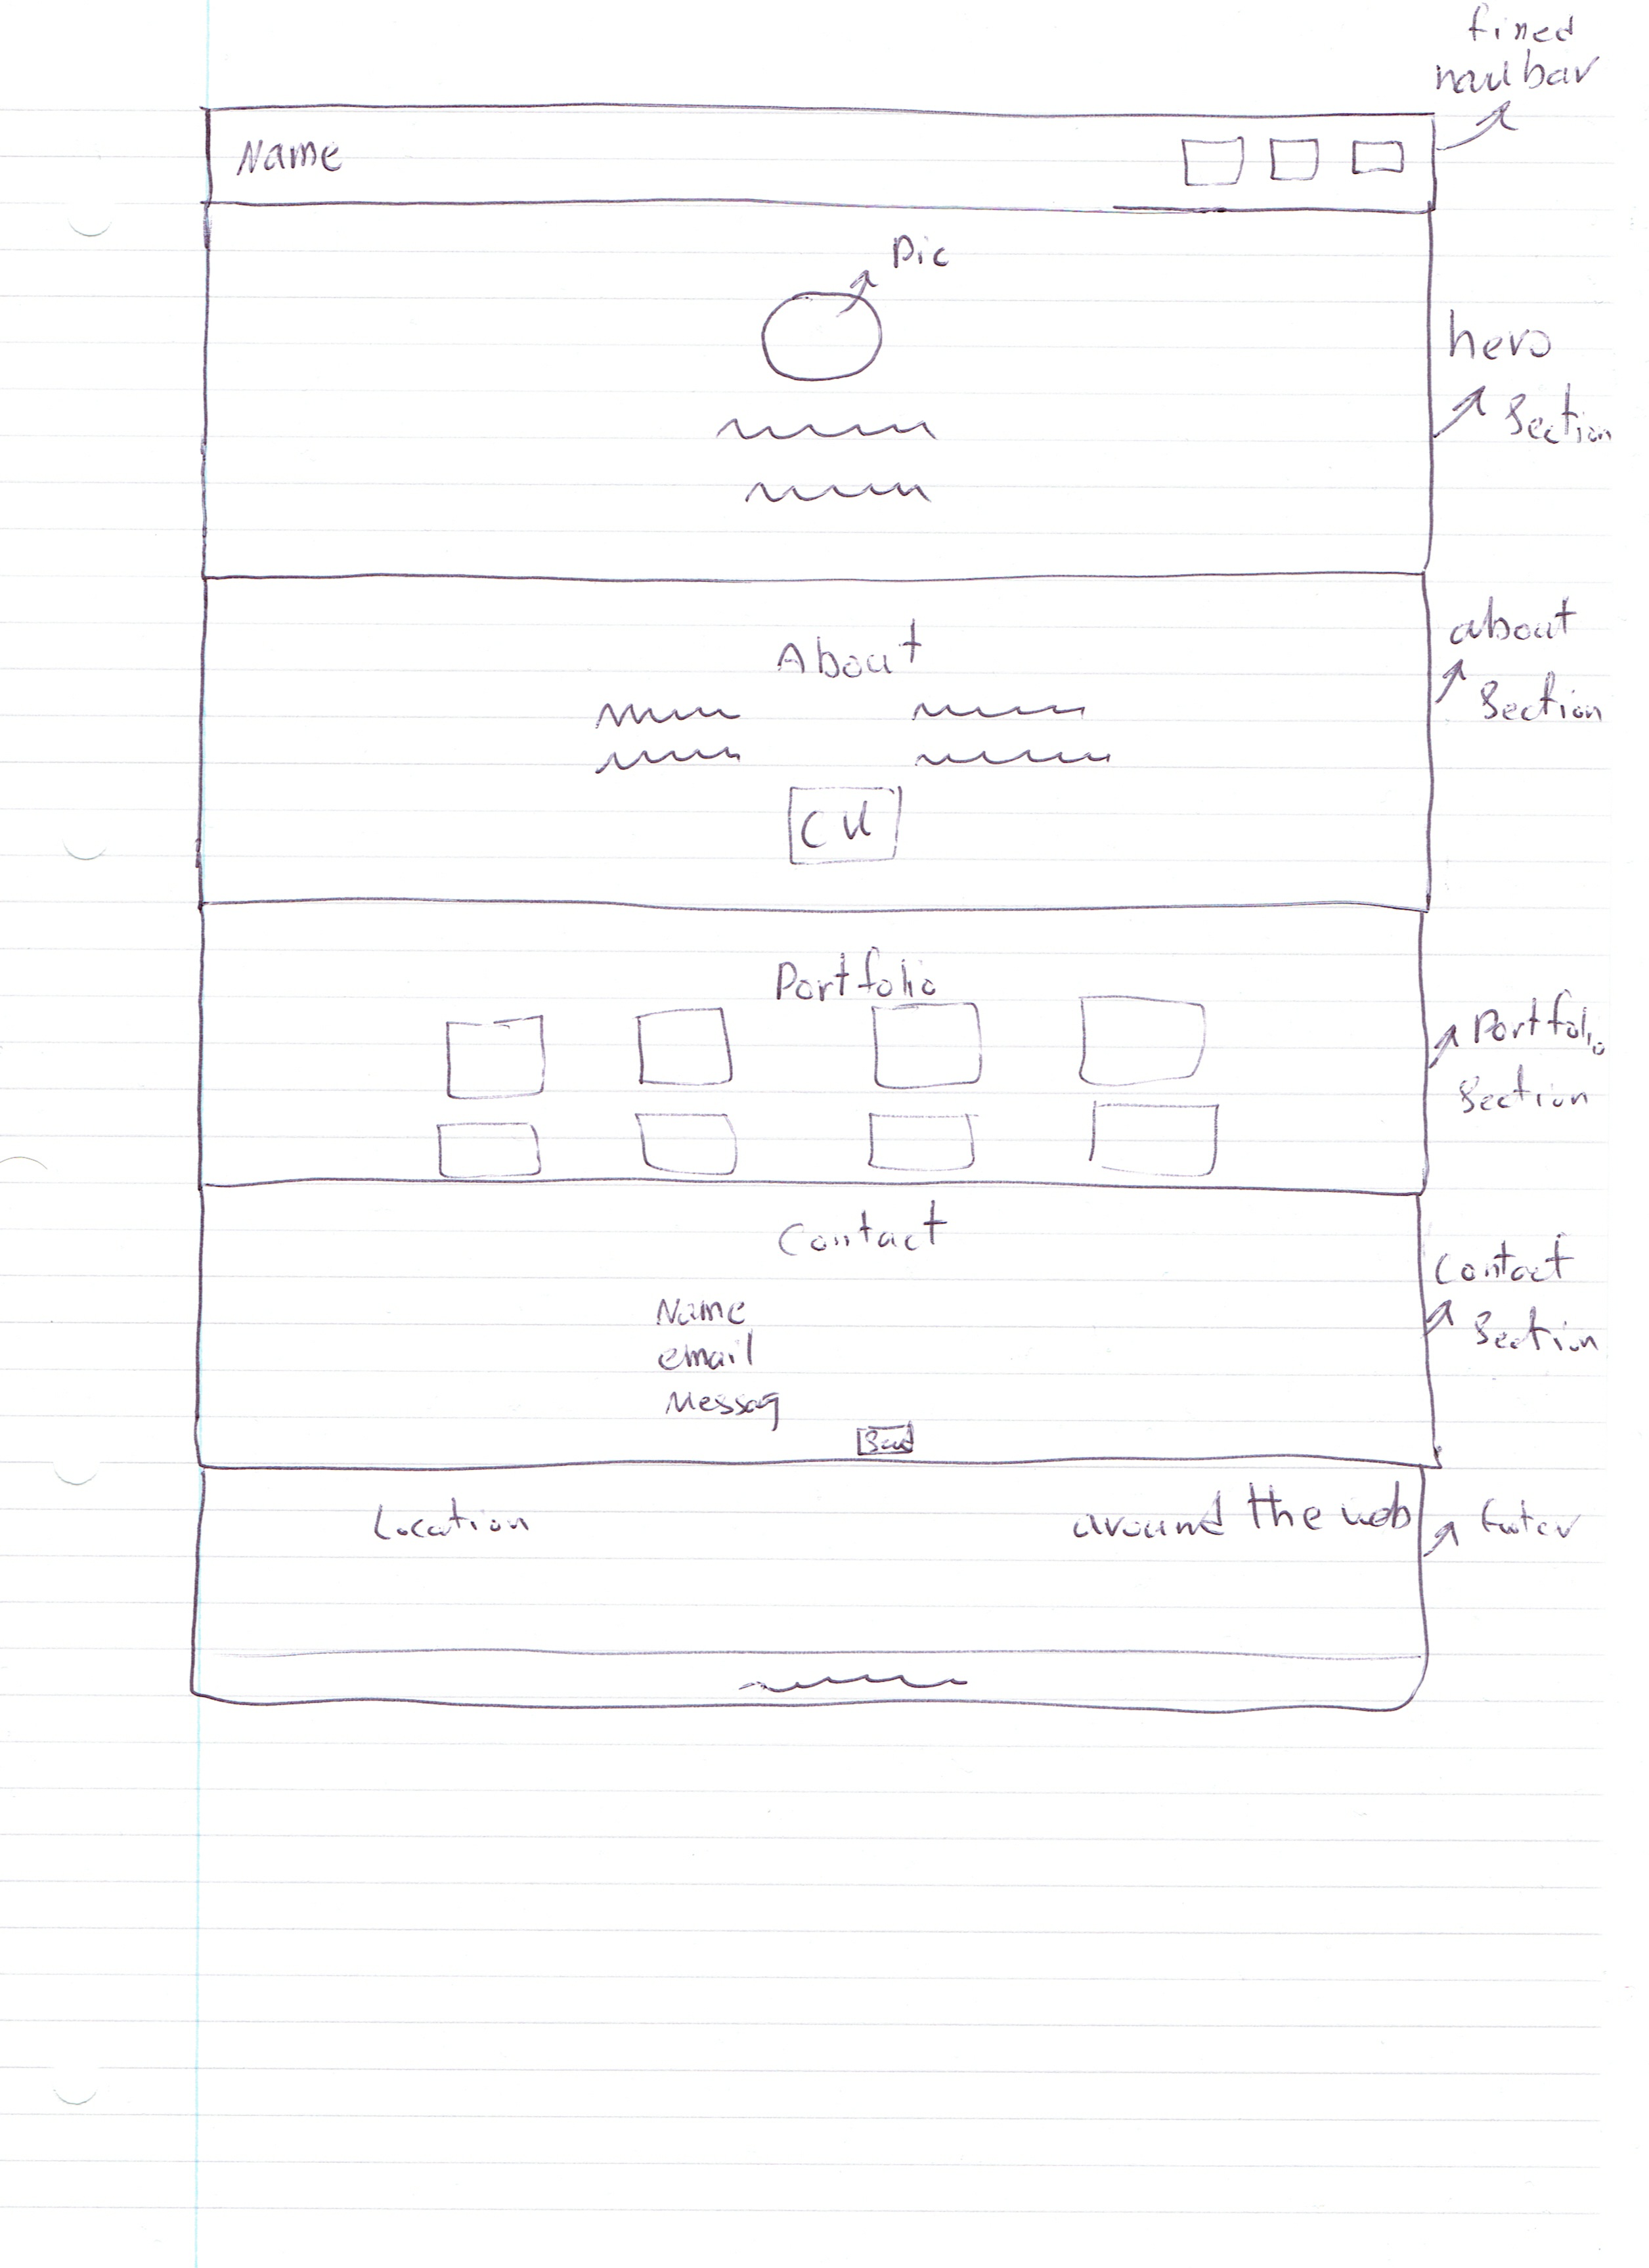 fixed
navbar
Name
Pic
hero
Section
about
Section
About
CV
Portfolio
Portfolio
Section
Contact
Contact
Section
Name
email
Messag
Send
Location
around the web
footer